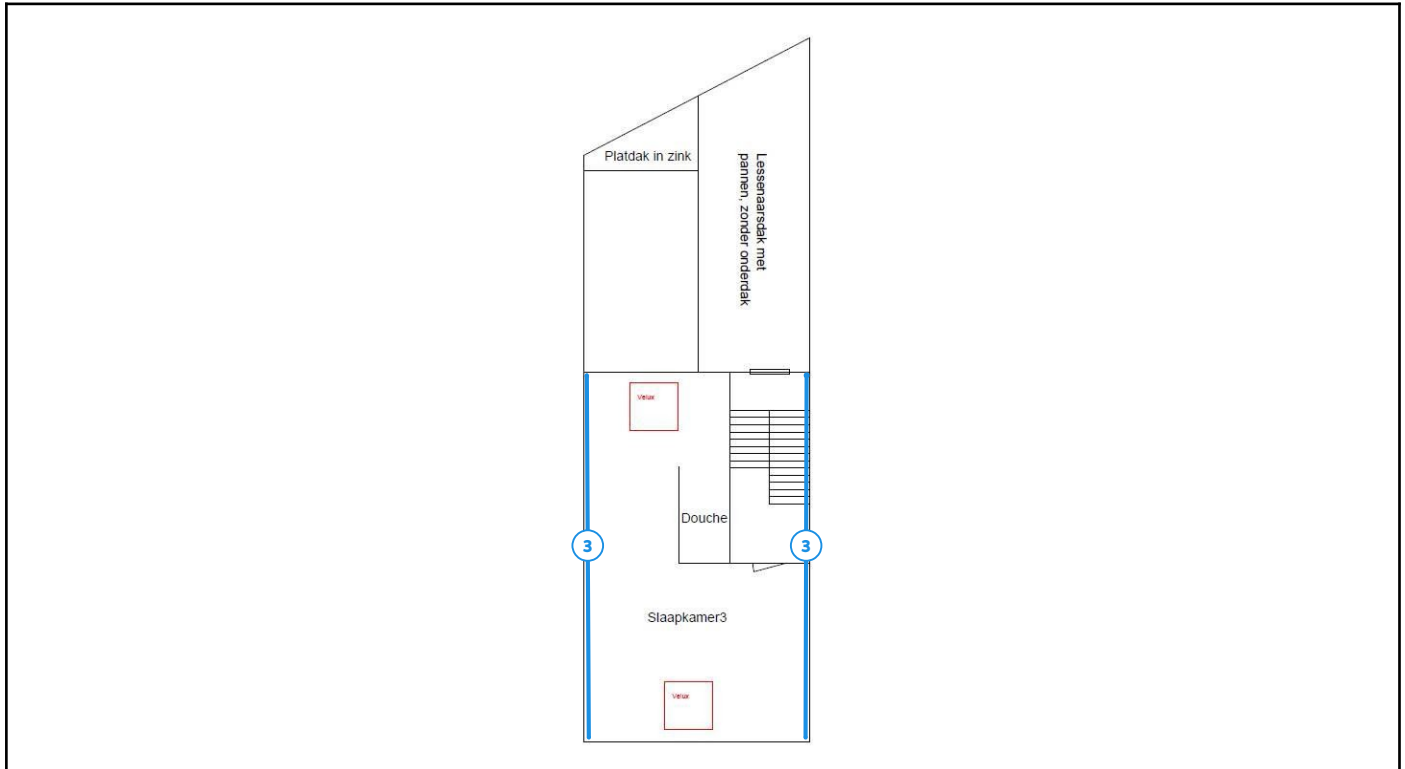 Platdak in zink
Lessenaarsdak met
pannen, zonder onderdak
Velux
Douche
3
3
Slaapkamer3
Velux